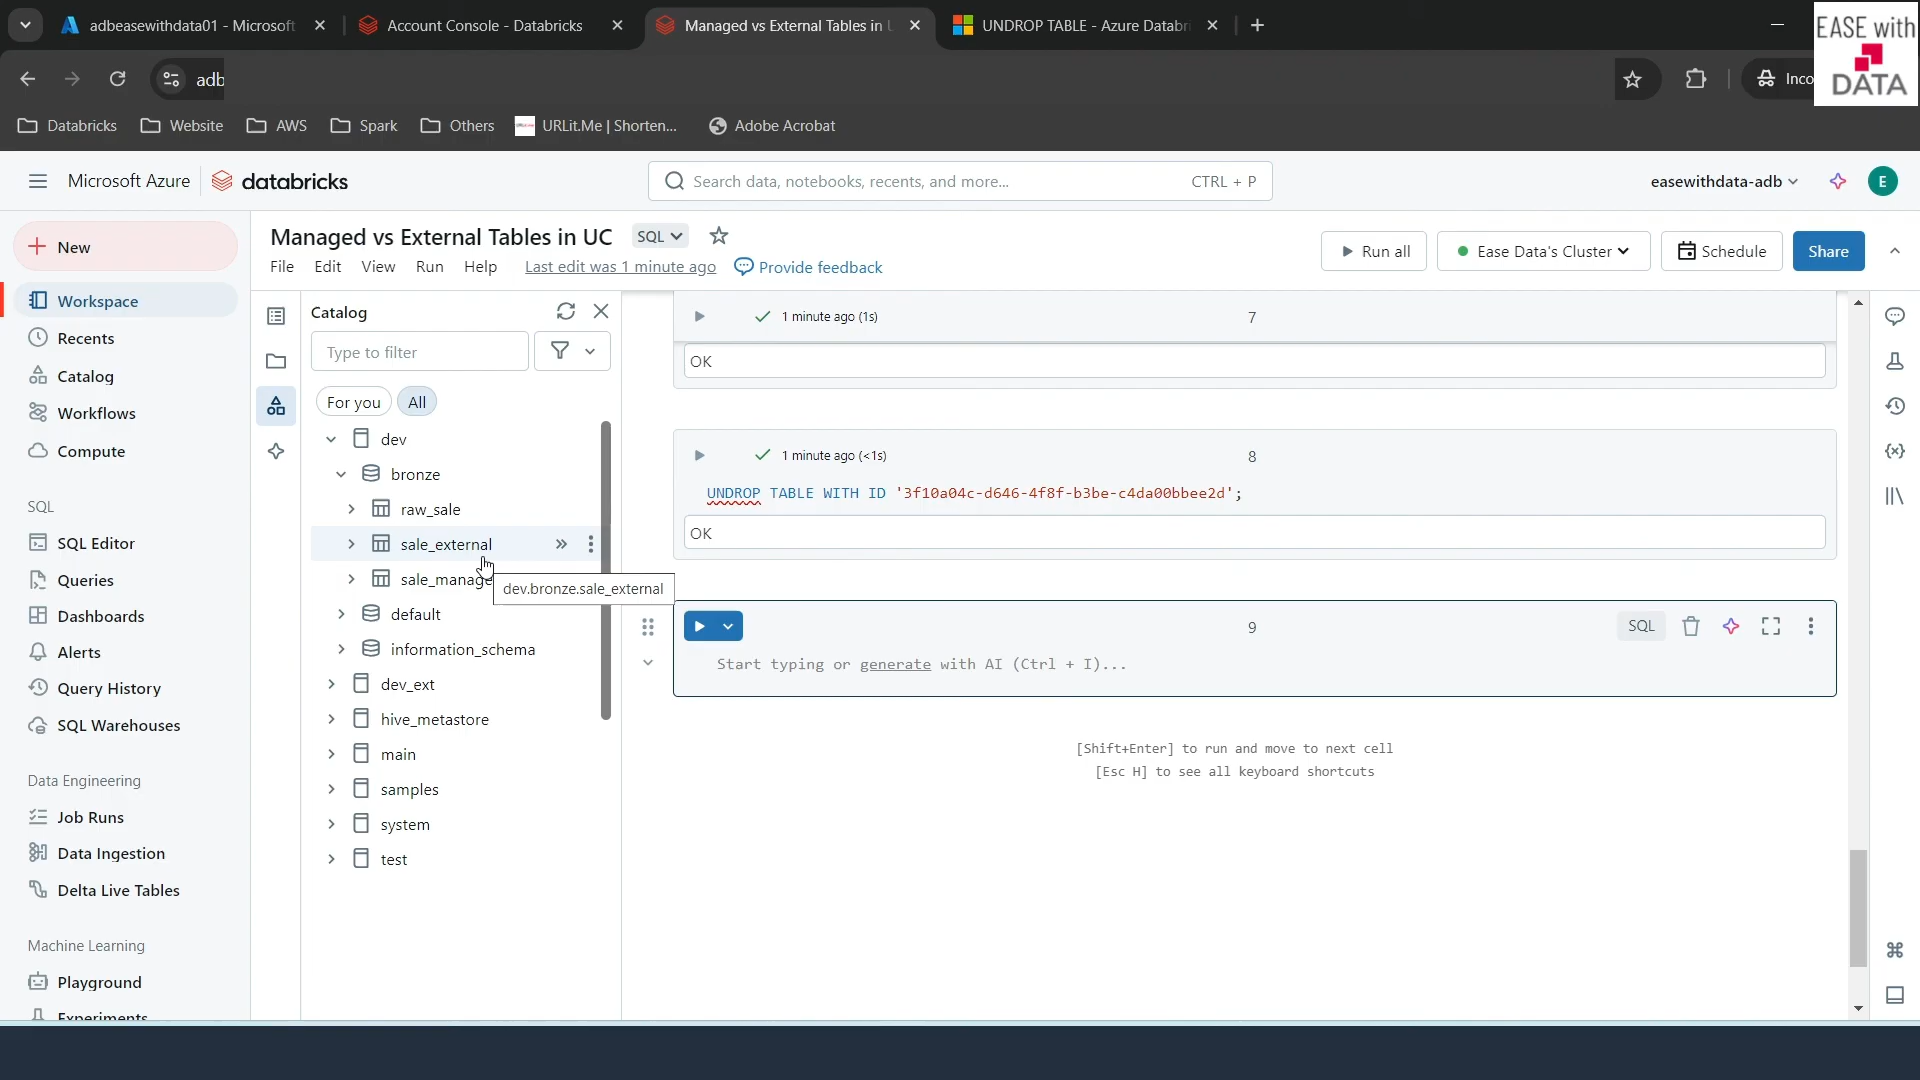 adbeasewithdata01 - Microsoft
Account Console - Databricks
Managed vs External Tables in U
UNDROP TABLE - Azure Databri
EASE with
DATA
adb
Inco
Databricks
Website
AWS
Spark
Others
URLit.Me | Shorten...
Adobe Acrobat
Microsoft Azure
databricks
Search data, notebooks, recents, and more...
CTRL + P
easewithdata-adb
E
New
Managed vs External Tables in UC
SQL
File
Edit
View
Run
Help
Last edit was 1 minute ago
Provide feedback
Run all
Ease Data's Cluster
Schedule
Share
Workspace
Recents
Catalog
Workflows
Compute
SQL
SQL Editor
Queries
Dashboards
Alerts
Query History
SQL Warehouses
Data Engineering
Job Runs
Data Ingestion
Delta Live Tables
Machine Learning
Playground
Experiments
Catalog
Type to filter
For you
All
dev
bronze
raw_sale
sale_external
sale_manage
dev.bronze.sale_external
default
information_schema
dev_ext
hive_metastore
main
samples
system
test
1 minute ago (1s)
7
OK
1 minute ago (<1s)
8
UNDROP TABLE WITH ID '3f10a04c-d646-4f8f-b3be-c4da00bbee2d';
OK
9
SQL
Start typing or generate with AI (Ctrl + I)...
[Shift+Enter] to run and move to next cell
[Esc H] to see all keyboard shortcuts